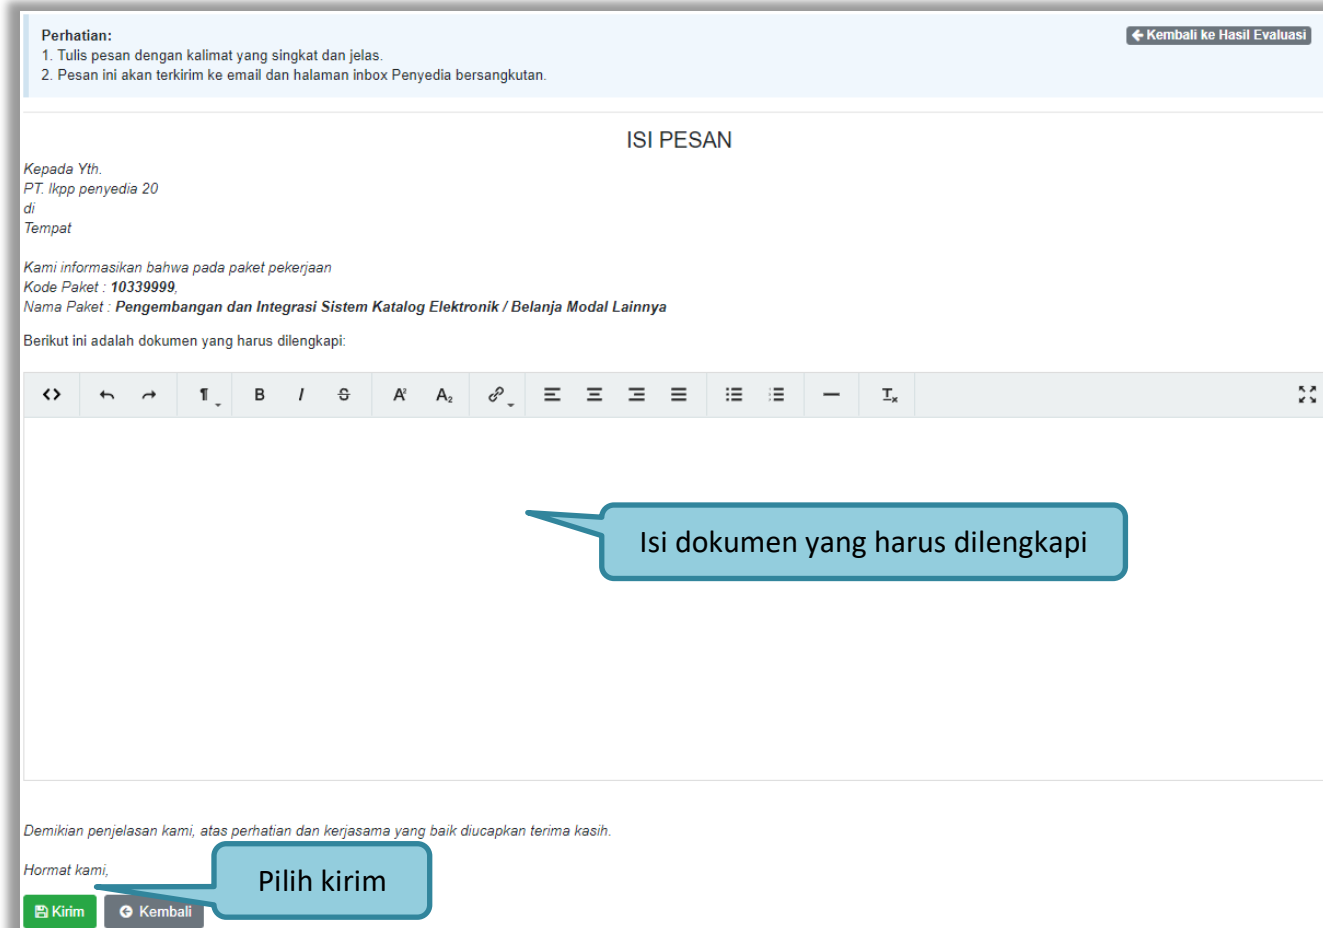 Perhatian:
Kembali ke Hasil Evaluasi
1. Tulis pesan dengan kalimat yang singkat dan jelas.
2. Pesan ini akan terkirim ke email dan halaman inbox Penyedia bersangkutan.
ISI PESAN
Kepada Yth.
PT. lkpp penyedia 20
di
Tempat
Kami informasikan bahwa pada paket pekerjaan
Kode Paket : 10339999,
Nama Paket : Pengembangan dan Integrasi Sistem Katalog Elektronik / Belanja Modal Lainnya
Berikut ini adalah dokumen yang harus dilengkapi:
Isi dokumen yang harus dilengkapi
Demikian penjelasan kami, atas perhatian dan kerjasama yang baik diucapkan terima kasih.
Hormat kami,
Pilih kirim
Kirim
Kembali